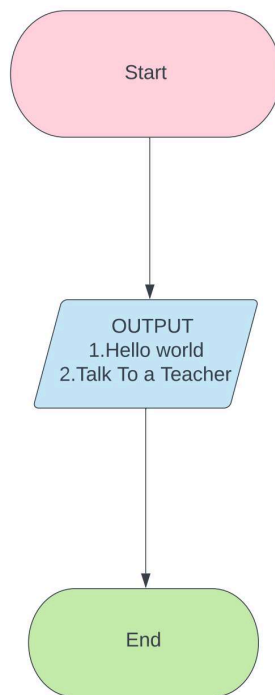 Start
OUTPUT
1.Hello world
2.Talk To a Teacher
End